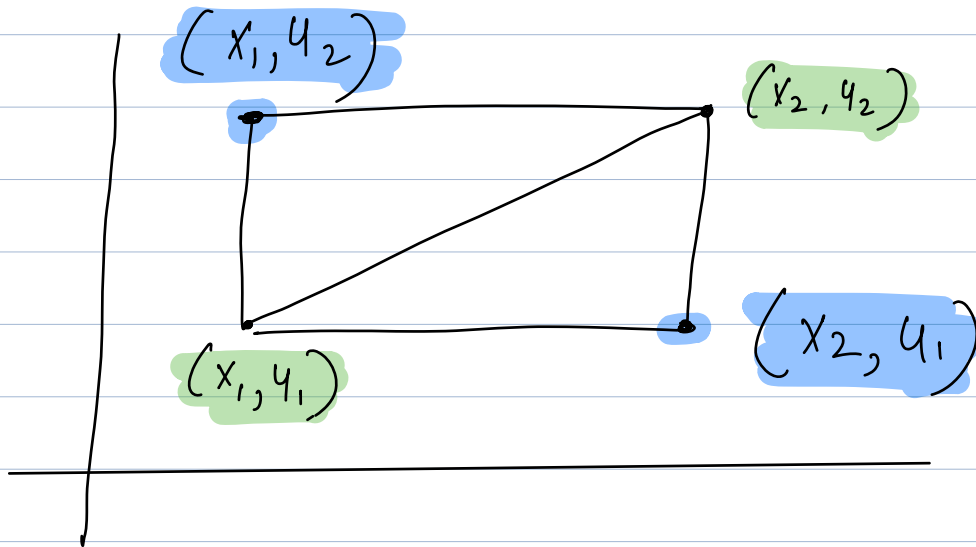 (x₁, y₂)
(x₂, y₂)
(x₂, y₁)
(x₁, y₁)